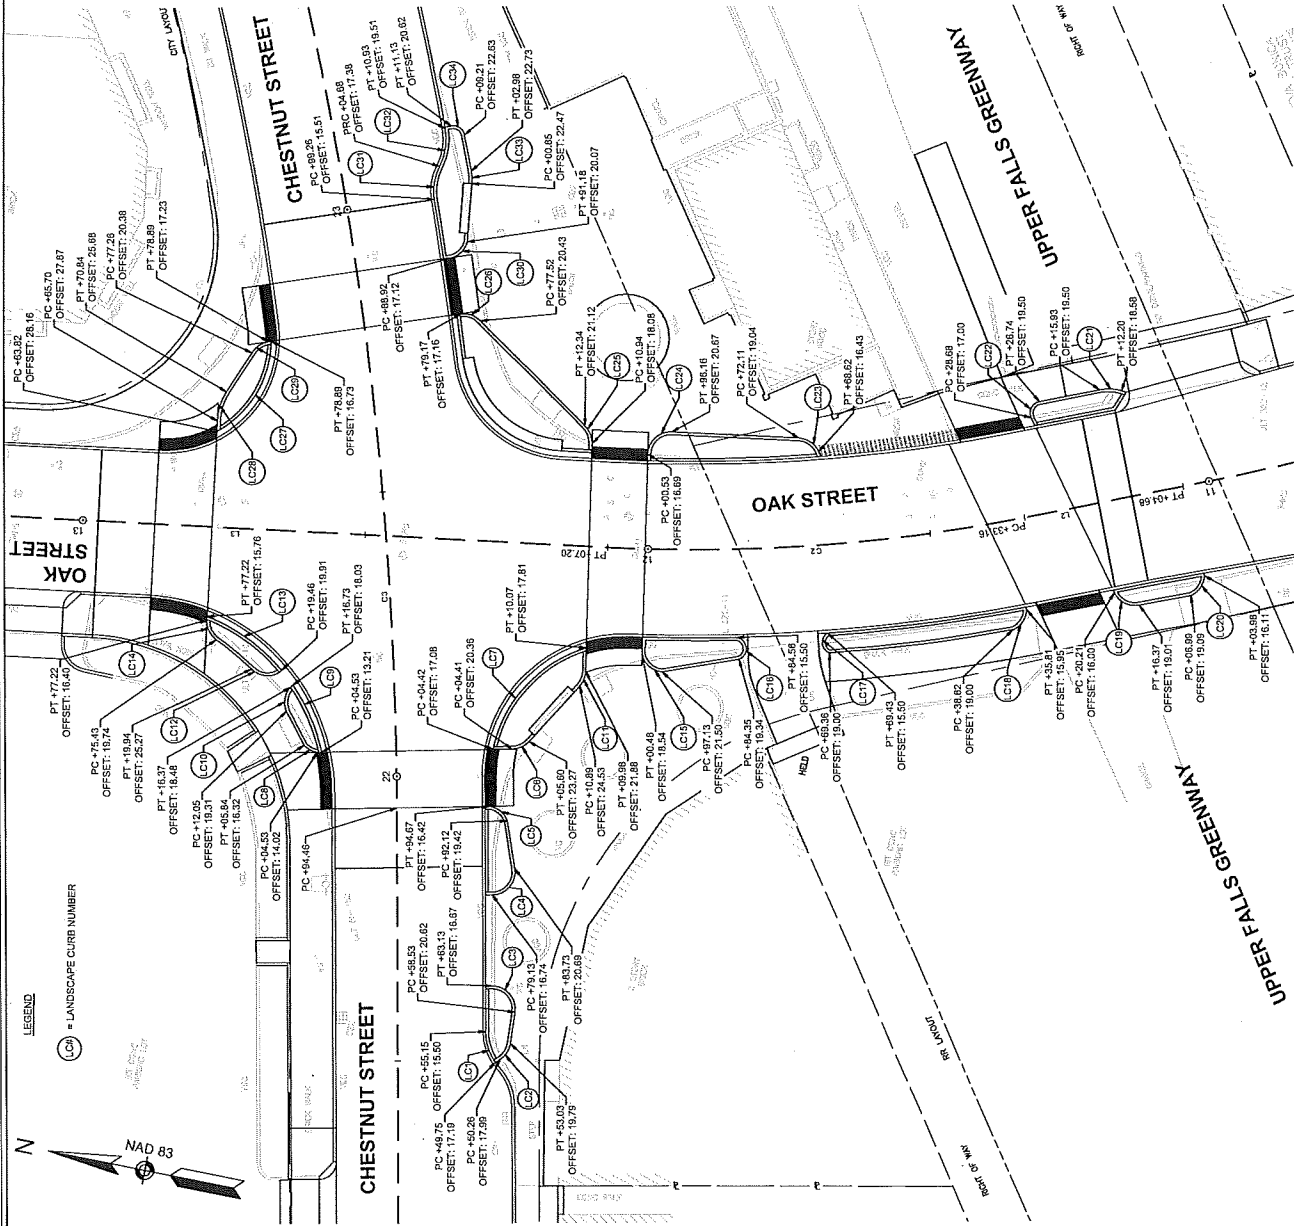 LEGEND
LC# = LANDSCAPE CURB NUMBER
N
NAD 83
CITY LAYOU
CHESTNUT STREET
CHESTNUT STREET
OAK
STREET
OAK STREET
UPPER FALLS GREENWAY
UPPER FALLS GREENWAY
RIGHT OF WAY
RIGHT OF WAY
RR LAYOUT
HELD
PC +63.82
OFFSET: 28.16
PC +65.70
OFFSET: 27.87
PT +70.84
OFFSET: 25.68
PC +77.26
OFFSET: 20.38
PT +78.89
OFFSET: 17.23
PT +78.89
OFFSET: 16.73
PC +99.26
OFFSET: 15.51
PRC +04.68
OFFSET: 17.38
PT +10.93
OFFSET: 19.51
PT +11.13
OFFSET: 20.62
PC +09.21
OFFSET: 22.63
PT +02.98
OFFSET: 22.73
PC +00.85
OFFSET: 22.47
PT +91.18
OFFSET: 20.07
PC +88.92
OFFSET: 17.12
PT +79.17
OFFSET: 17.16
PC +77.52
OFFSET: 20.43
PT +12.34
OFFSET: 21.12
PC +10.94
OFFSET: 18.08
PT +96.16
OFFSET: 20.67
PC +00.53
OFFSET: 16.69
PC +72.11
OFFSET: 19.04
PT +68.62
OFFSET: 16.43
PC +28.68
OFFSET: 17.00
PT +26.74
OFFSET: 19.50
PC +15.93
OFFSET: 19.50
PT +12.20
OFFSET: 18.58
PT +77.22
OFFSET: 16.40
PC +75.43
OFFSET: 19.74
PT +19.94
OFFSET: 25.27
PT +16.37
OFFSET: 18.48
PC +12.05
OFFSET: 19.31
PT +05.84
OFFSET: 16.32
PC +04.53
OFFSET: 14.02
PC +94.46
PT +77.22
OFFSET: 15.76
PC +19.46
OFFSET: 19.91
PT +16.73
OFFSET: 18.03
PC +04.53
OFFSET: 13.21
PC +04.42
OFFSET: 17.08
PC +04.41
OFFSET: 20.36
PT +10.07
OFFSET: 17.81
PT +94.67
OFFSET: 16.42
PC +92.12
OFFSET: 19.42
PT +05.60
OFFSET: 23.27
PC +10.89
OFFSET: 24.53
PT +09.98
OFFSET: 21.88
PT +00.48
OFFSET: 18.54
PC +97.13
OFFSET: 21.50
PC +84.35
OFFSET: 19.34
PT +84.56
OFFSET: 15.50
PC +69.36
OFFSET: 19.00
PT +69.43
OFFSET: 15.50
PC +38.62
OFFSET: 19.00
PT +35.81
OFFSET: 15.95
PC +20.21
OFFSET: 16.00
PT +16.37
OFFSET: 19.01
PC +06.99
OFFSET: 19.09
PT +03.86
OFFSET: 16.11
PC +49.75
OFFSET: 17.19
PC +50.26
OFFSET: 17.99
PC +55.15
OFFSET: 15.50
PC +58.53
OFFSET: 20.62
PT +63.13
OFFSET: 16.67
PT +53.03
OFFSET: 19.79
PC +79.13
OFFSET: 16.74
PT +83.73
OFFSET: 20.69
LC1
LC2
LC3
LC4
LC5
LC6
LC7
LC8
LC9
LC10
LC11
LC12
LC13
LC14
LC15
LC16
LC17
LC18
LC19
LC20
LC21
LC22
LC23
LC24
LC25
LC26
LC27
LC28
LC29
LC30
LC31
LC32
LC33
LC34
PT +07.20
PC +33.16
PT +04.68
C2
C3
L2
L3
11
12
13
22
23